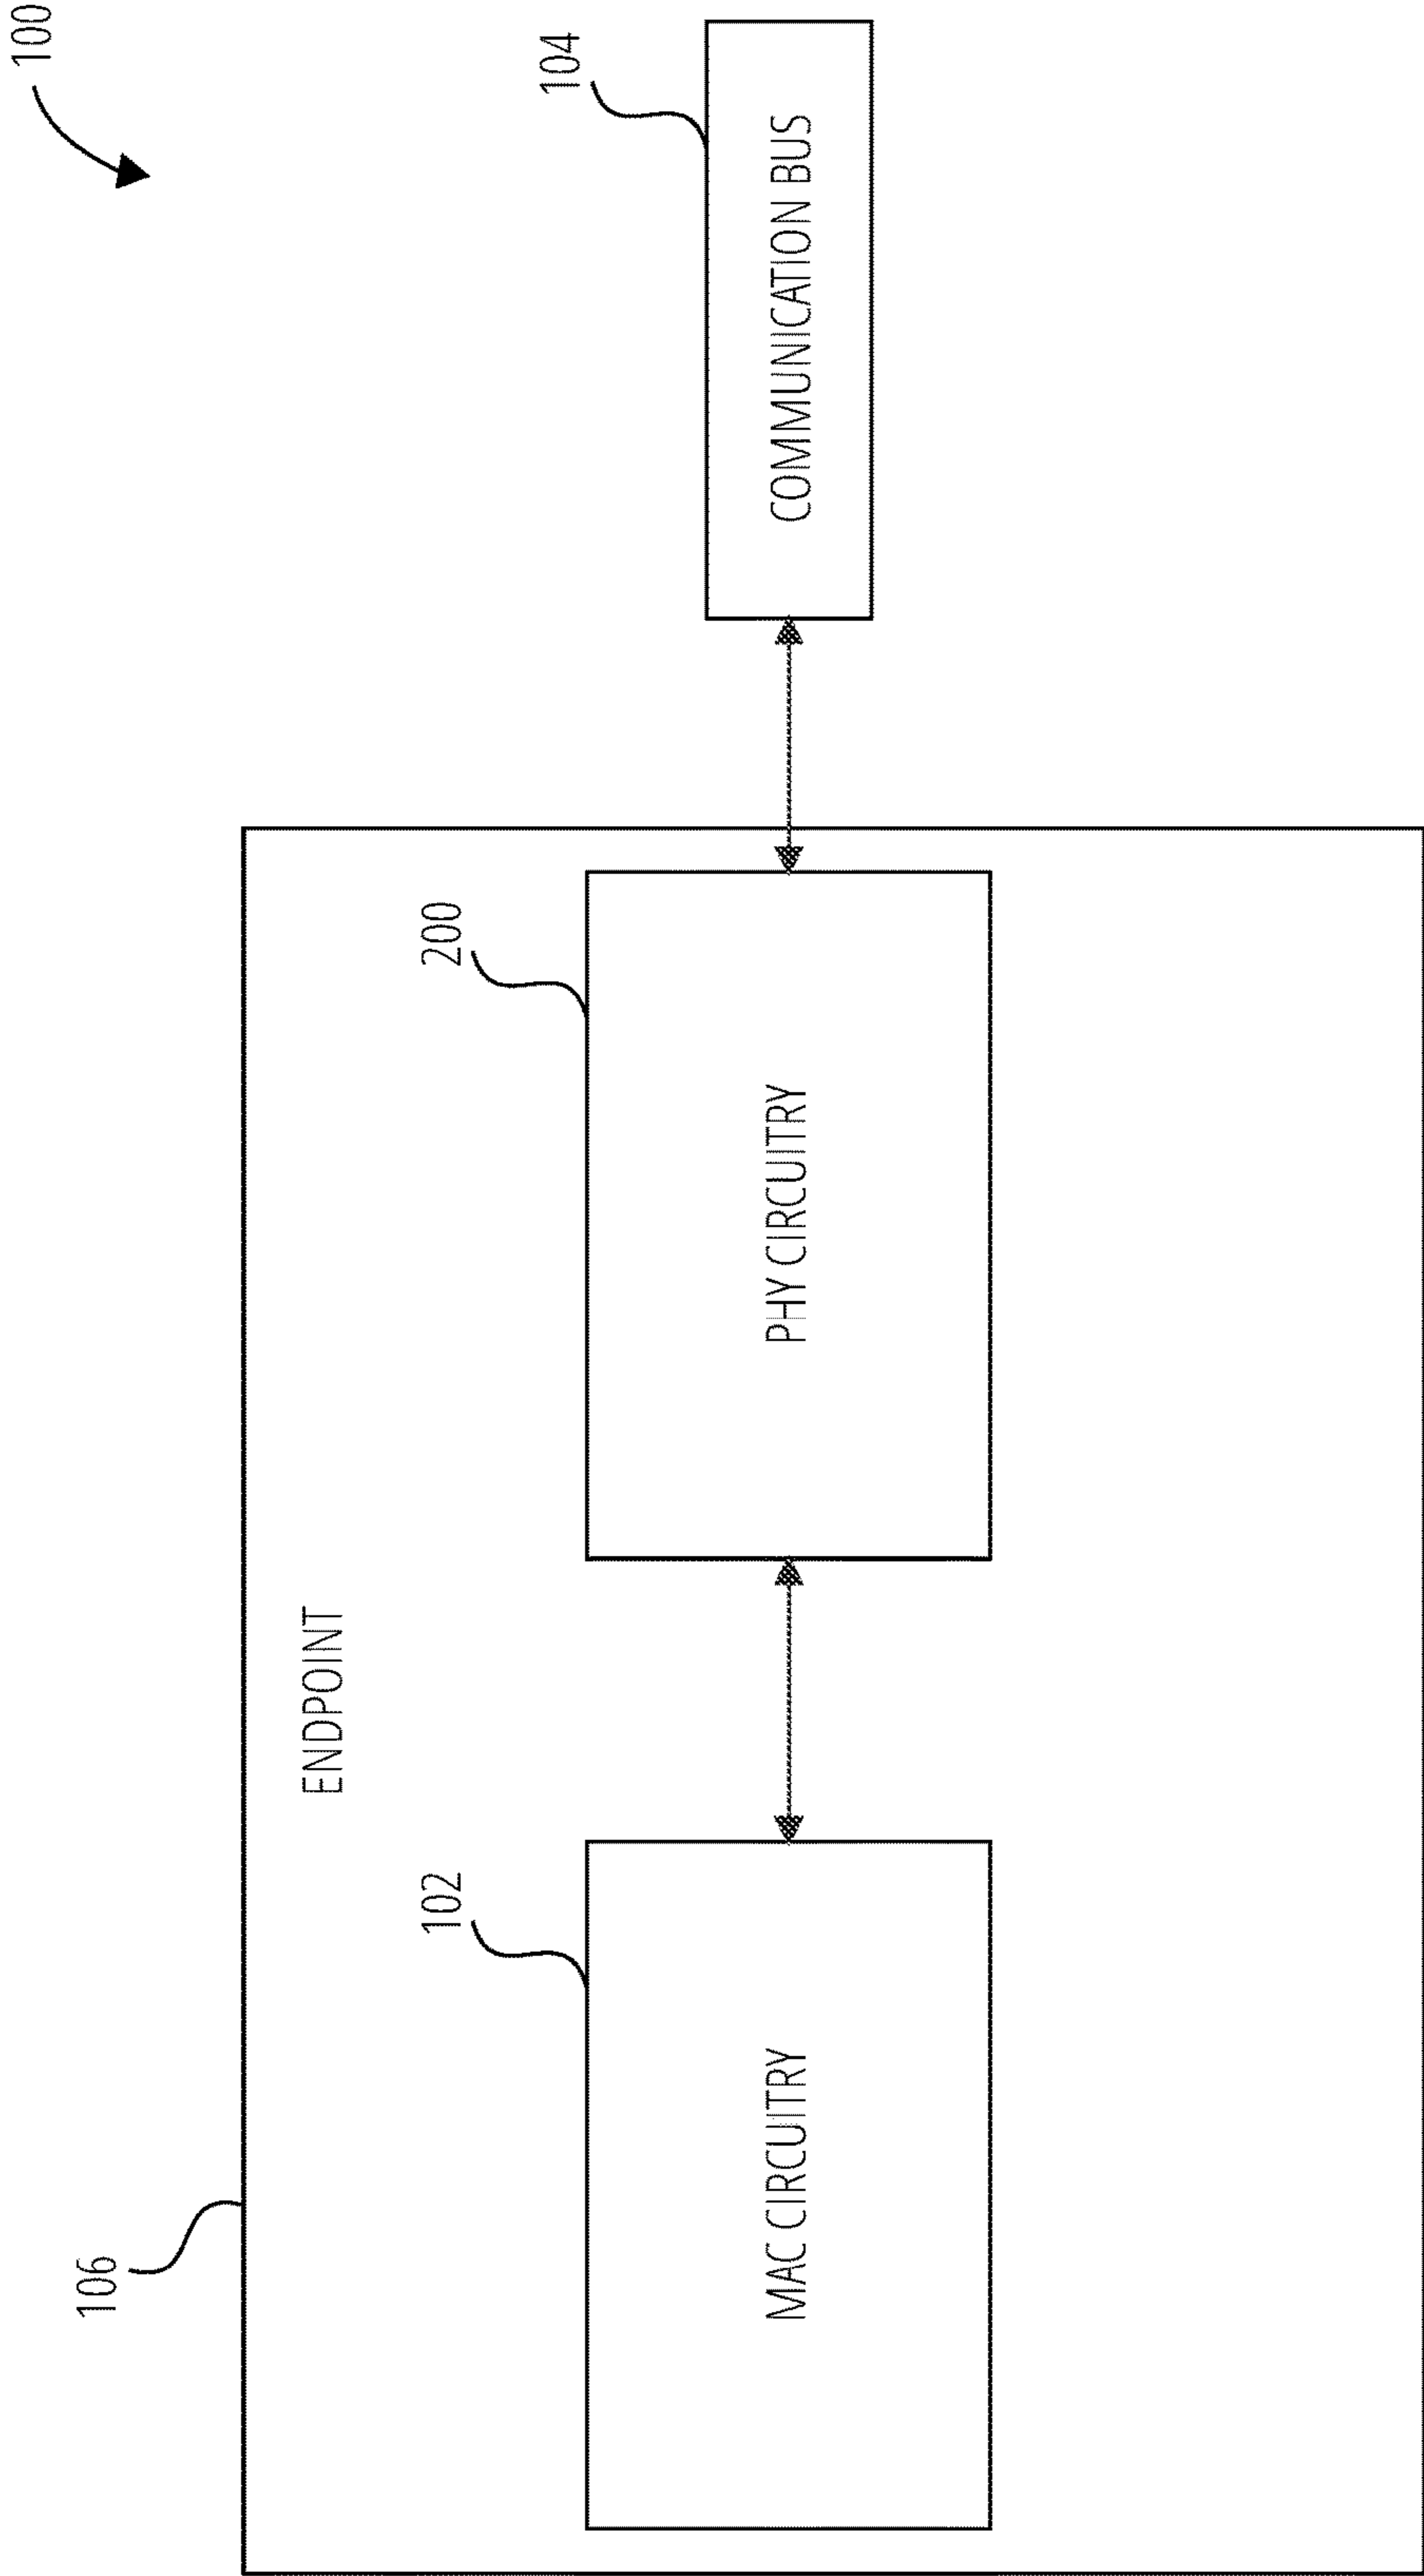 100
106
ENDPOINT
102
200
104
MAC CIRCUITRY
PHY CIRCUITRY
COMMUNICATION BUS